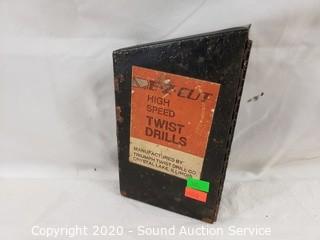 E-Z CUT
HIGH
SPEED
TWIST
DRILLS
MANUFACTURED BY
TRIUMPH TWIST DRILL CO.
CRYSTAL LAKE, ILLINOIS
Copyright 2020 - Sound Auction Service